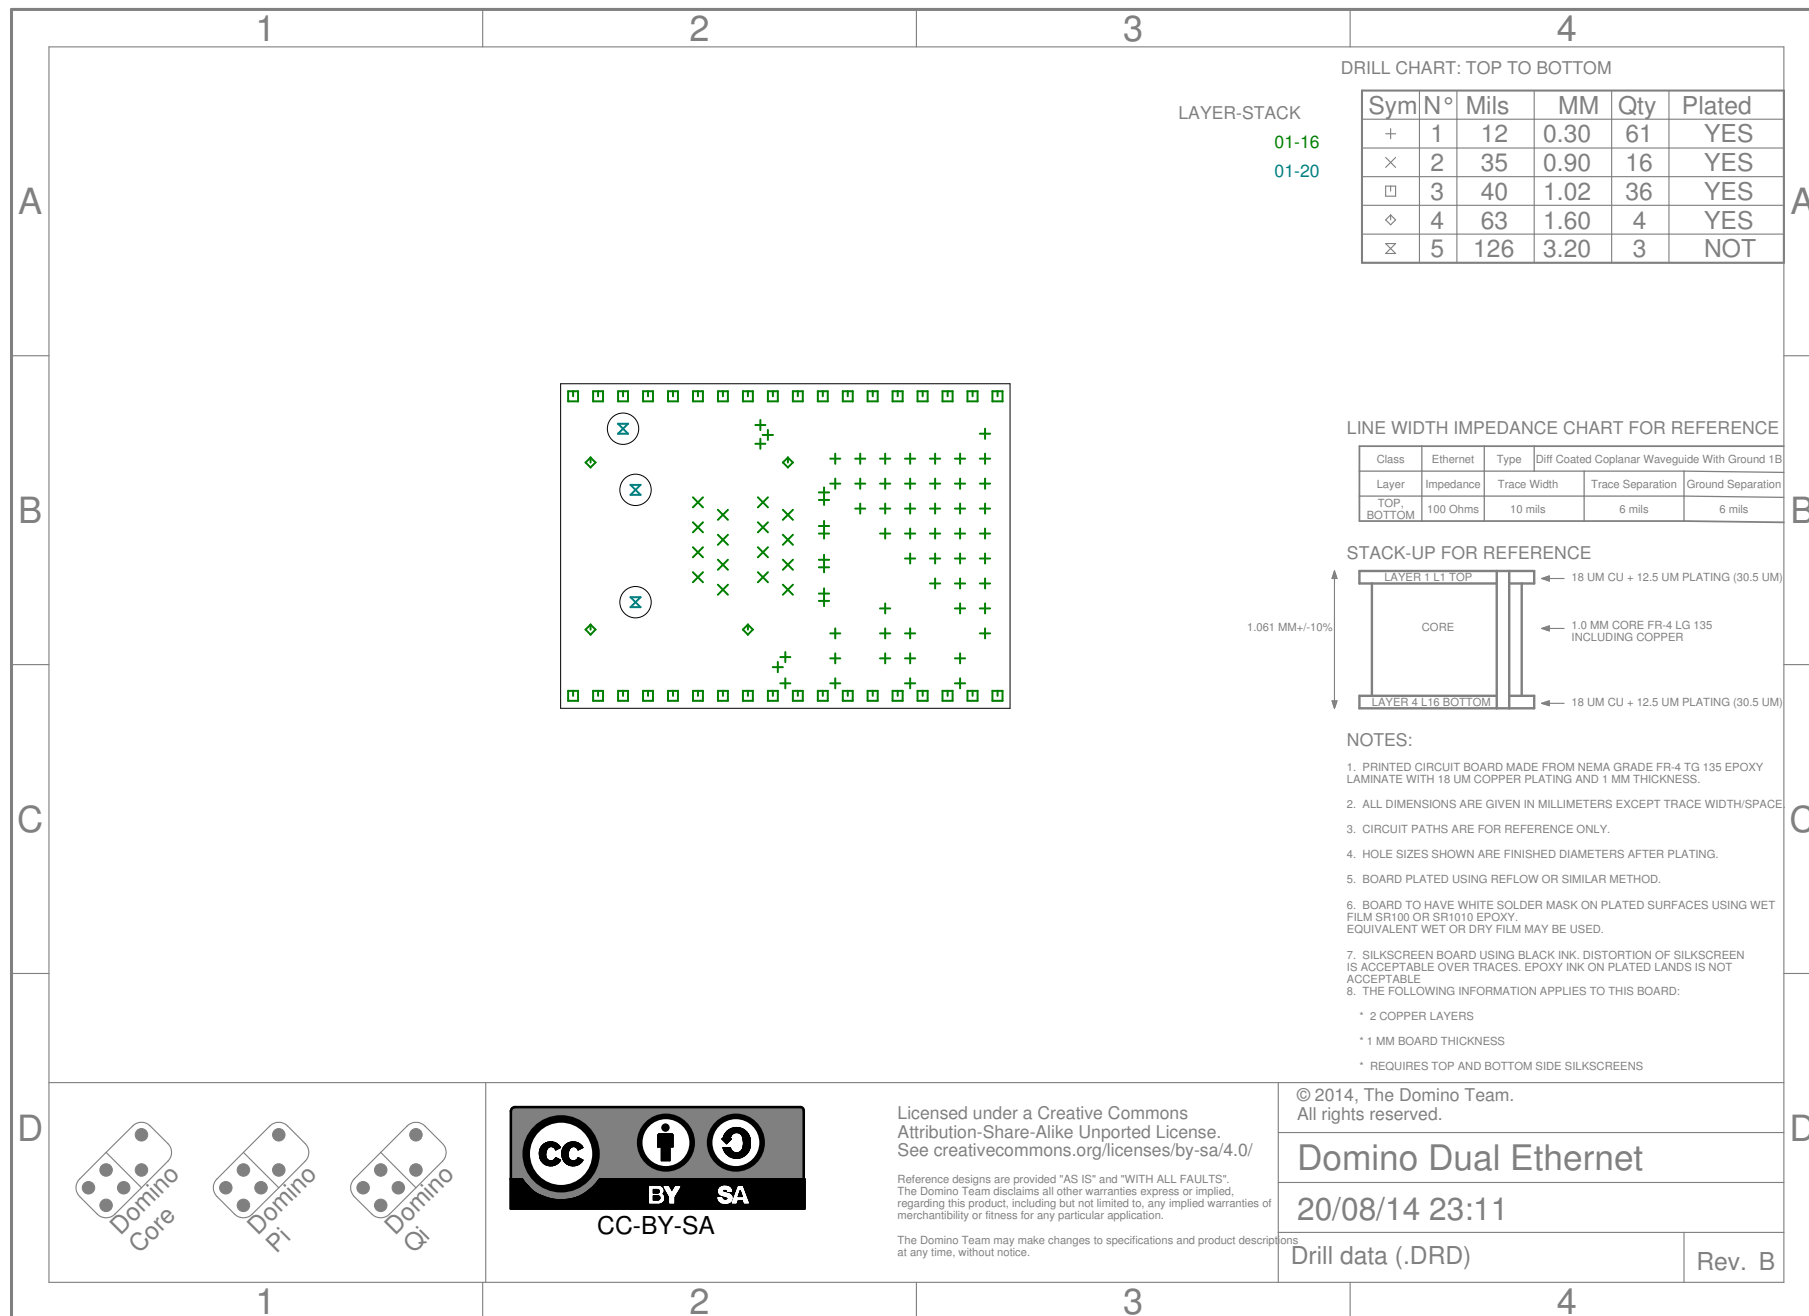 1 2 3 4
DRILL CHART: TOP TO BOTTOM
Sym N° Mils MM Qty Plated
+ 1 12 0.30 61 YES
× 2 35 0.90 16 YES
3 40 1.02 36 YES
4 63 1.60 4 YES
5 126 3.20 3 NOT
LAYER-STACK
01-16
01-20
A A
B B
C C
D D
LINE WIDTH IMPEDANCE CHART FOR REFERENCE
Class Ethernet Type Diff Coated Coplanar Waveguide With Ground 1B
Layer Impedance Trace Width Trace Separation Ground Separation
TOP,
BOTTOM 100 Ohms 10 mils 6 mils 6 mils
STACK-UP FOR REFERENCE
LAYER 1 L1 TOP 18 UM CU + 12.5 UM PLATING (30.5 UM)
1.061 MM+/-10% CORE 1.0 MM CORE FR-4 LG 135
INCLUDING COPPER
LAYER 4 L16 BOTTOM 18 UM CU + 12.5 UM PLATING (30.5 UM)
NOTES:
1. PRINTED CIRCUIT BOARD MADE FROM NEMA GRADE FR-4 TG 135 EPOXY
LAMINATE WITH 18 UM COPPER PLATING AND 1 MM THICKNESS.
2. ALL DIMENSIONS ARE GIVEN IN MILLIMETERS EXCEPT TRACE WIDTH/SPACE.
3. CIRCUIT PATHS ARE FOR REFERENCE ONLY.
4. HOLE SIZES SHOWN ARE FINISHED DIAMETERS AFTER PLATING.
5. BOARD PLATED USING REFLOW OR SIMILAR METHOD.
6. BOARD TO HAVE WHITE SOLDER MASK ON PLATED SURFACES USING WET
FILM SR100 OR SR1010 EPOXY.
EQUIVALENT WET OR DRY FILM MAY BE USED.
7. SILKSCREEN BOARD USING BLACK INK. DISTORTION OF SILKSCREEN
IS ACCEPTABLE OVER TRACES. EPOXY INK ON PLATED LANDS IS NOT
ACCEPTABLE
8. THE FOLLOWING INFORMATION APPLIES TO THIS BOARD:
* 2 COPPER LAYERS
* 1 MM BOARD THICKNESS
* REQUIRES TOP AND BOTTOM SIDE SILKSCREENS
Domino
Core
Domino
Pi
Domino
Qi
cc
BY SA
CC-BY-SA
Licensed under a Creative Commons
Attribution-Share-Alike Unported License.
See creativecommons.org/licenses/by-sa/4.0/
Reference designs are provided "AS IS" and "WITH ALL FAULTS".
The Domino Team disclaims all other warranties express or implied,
regarding this product, including but not limited to, any implied warranties of
merchantibility or fitness for any particular application.
The Domino Team may make changes to specifications and product descriptions
at any time, without notice.
© 2014, The Domino Team.
All rights reserved.
Domino Dual Ethernet
20/08/14 23:11
Drill data (.DRD) Rev. B
1 2 3 4